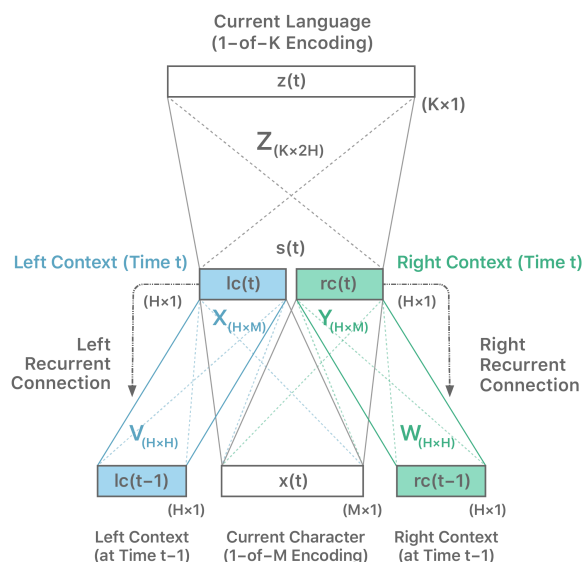 Current Language
(1-of-K Encoding)
z(t)
(K×1)
Z(K×2H)
s(t)
Left Context (Time t)
lc(t)
rc(t)
Right Context (Time t)
(H×1)
X(H×M)
Y(H×M)
(H×1)
Left
Recurrent
Connection
Right
Recurrent
Connection
V(H×H)
W(H×H)
lc(t-1)
x(t)
rc(t-1)
(H×1)
(M×1)
(H×1)
Left Context
(at Time t-1)
Current Character
(1-of-M Encoding)
Right Context
(at Time t-1)